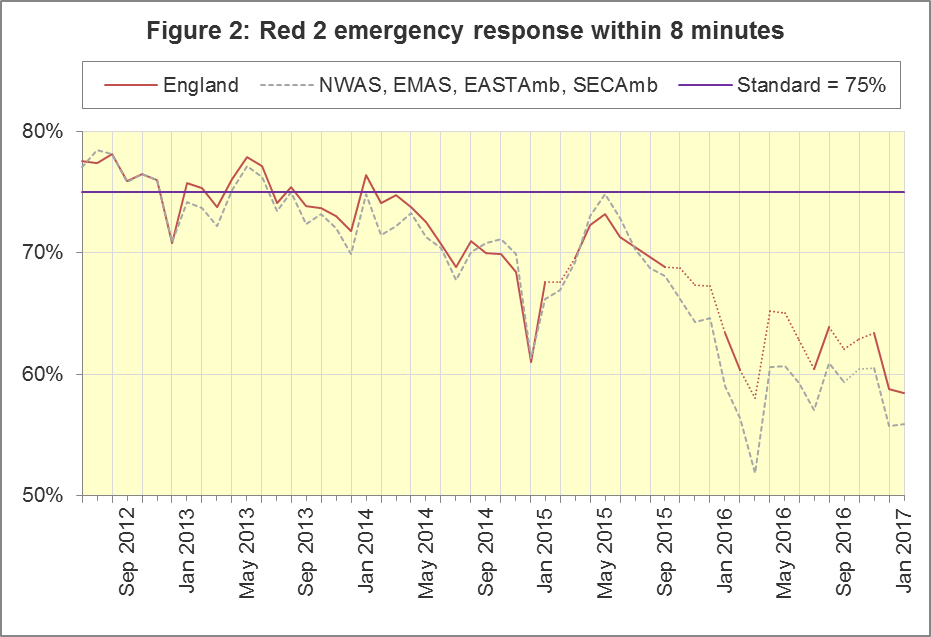 Figure 2: Red 2 emergency response within 8 minutes
England
NWAS, EMAS, EASTAmb, SECAmb
Standard = 75%
80%
70%
60%
50%
Sep 2012
Jan 2013
May 2013
Sep 2013
Jan 2014
May 2014
Sep 2014
Jan 2015
May 2015
Sep 2015
Jan 2016
May 2016
Sep 2016
Jan 2017